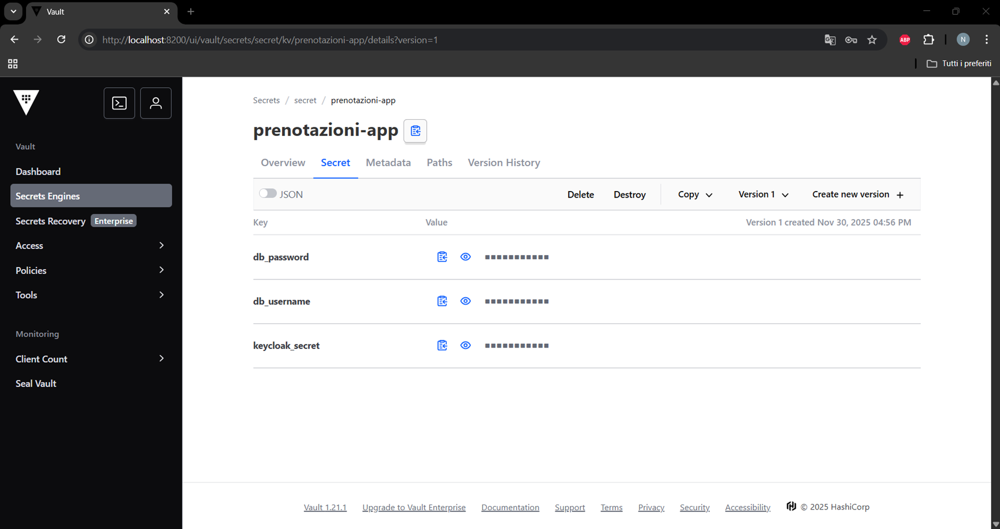 Vault
http://localhost:8200/ui/vault/secrets/secret/kv/prenotazioni-app/details?version=1
ABP
N
Tutti i preferiti
Vault
Dashboard
Secrets Engines
Secrets Recovery Enterprise
Access
Policies
Tools
Monitoring
Client Count
Seal Vault
Secrets / secret / prenotazioni-app
prenotazioni-app
Overview Secret Metadata Paths Version History
JSON Delete Destroy Copy Version 1 Create new version +
Key Value Version 1 created Nov 30, 2025 04:56 PM
db_password
db_username
keycloak_secret
Vault 1.21.1 Upgrade to Vault Enterprise Documentation Support Terms Privacy Security Accessibility © 2025 HashiCorp